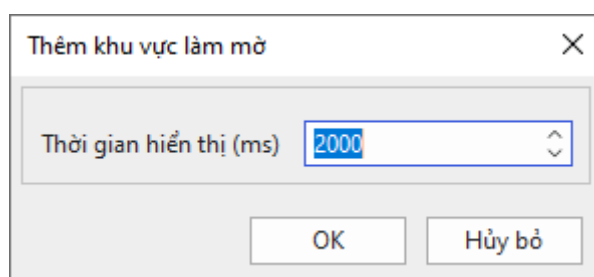 Thêm khu vực làm mờ
Thời gian hiển thị (ms) 2000
OK Hủy bỏ